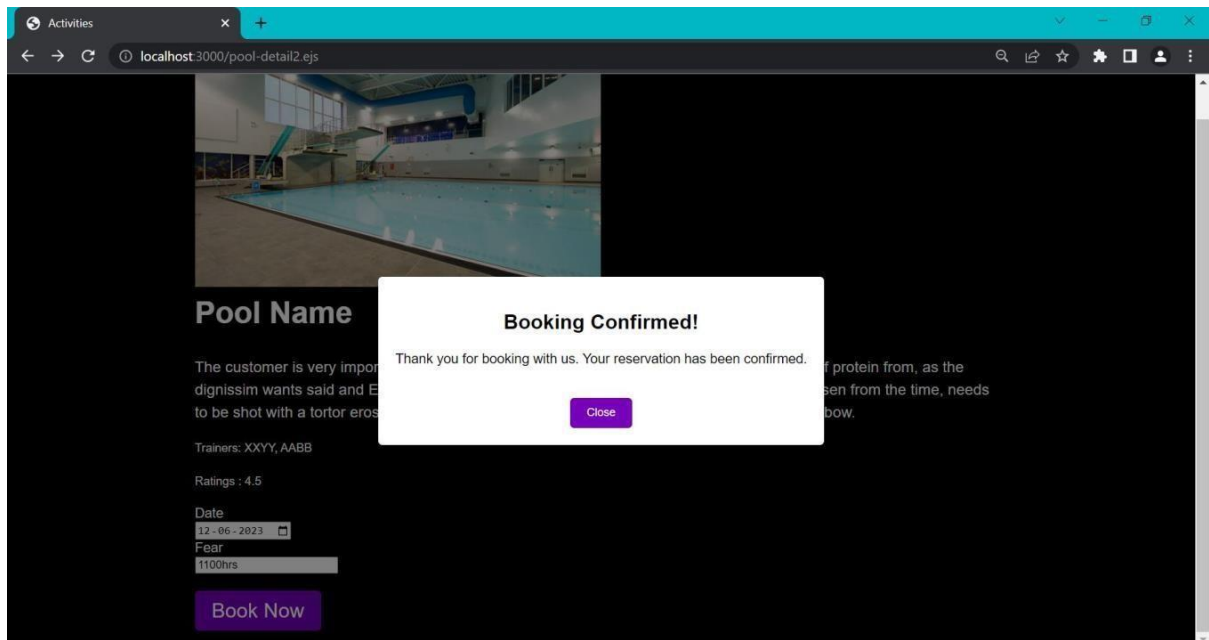 Activities
localhost:3000/pool-detail2.ejs
Pool Name
Booking Confirmed!
Thank you for booking with us. Your reservation has been confirmed.
Close
The customer is very impor
f protein from, as the
dignissim wants said and E
sen from the time, needs
to be shot with a tortor eros
bow.
Trainers: XXYY, AABB
Ratings : 4.5
Date
12-06-2023
Fear
1100hrs
Book Now